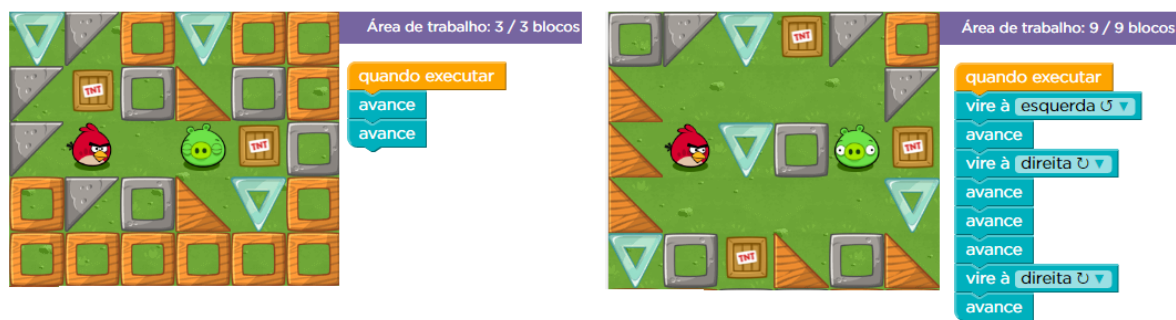 Área de trabalho: 3 / 3 blocos
quando executar
avance
avance
TNT
TNT
Área de trabalho: 9 / 9 blocos
quando executar
vire à esquerda ↺ ▼
avance
vire à direita ↻ ▼
avance
avance
avance
vire à direita ↻ ▼
avance
TNT
TNT
TNT